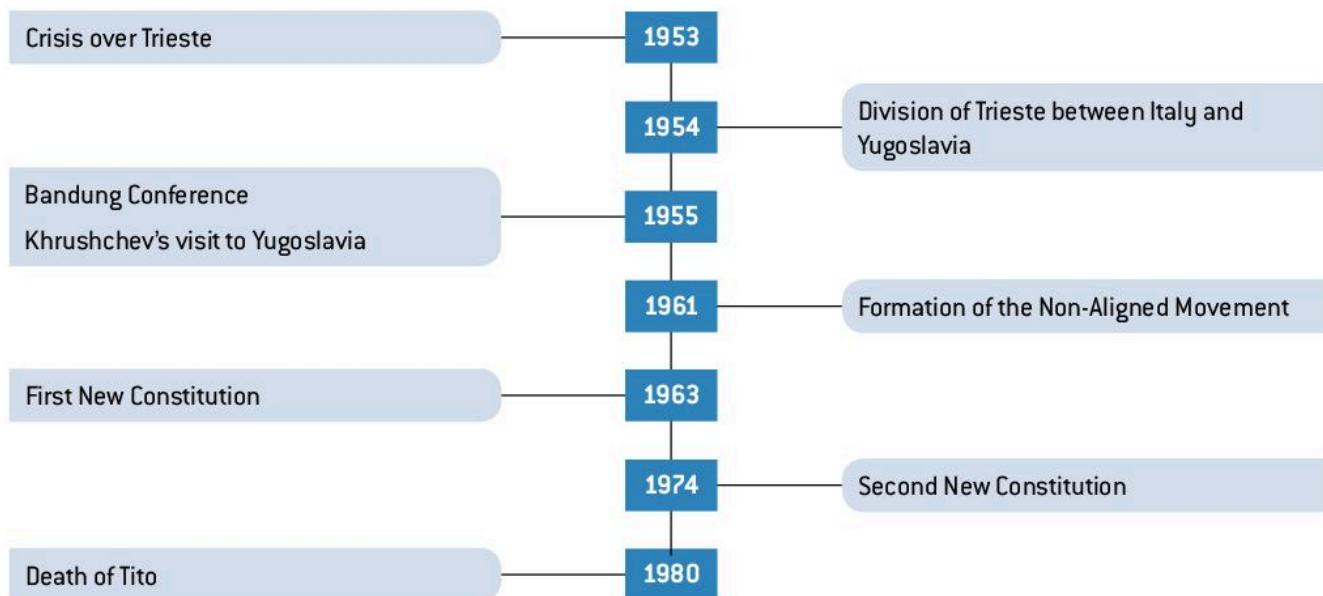 Crisis over Trieste
1953
1954
Division of Trieste between Italy and
Yugoslavia
Bandung Conference
Khrushchev's visit to Yugoslavia
1955
1961
Formation of the Non-Aligned Movement
First New Constitution
1963
1974
Second New Constitution
Death of Tito
1980